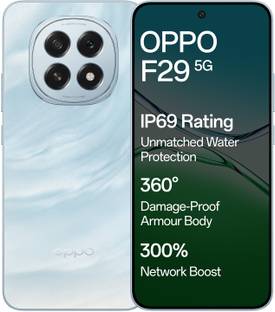 OPPO
F29 5G
IP69 Rating
Unmatched Water
Protection
360°
Damage-Proof
Armour Body
300%
Network Boost
oppo